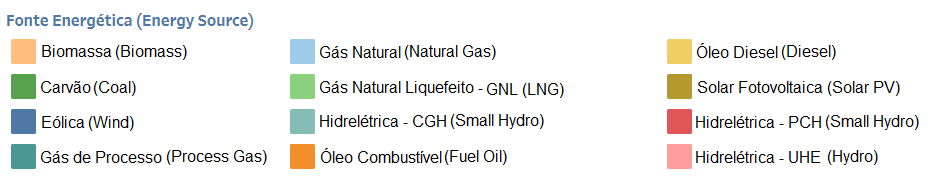 Fonte Energética (Energy Source)
Biomassa (Biomass)
Gás Natural (Natural Gas)
Óleo Diesel (Diesel)
Carvão (Coal)
Gás Natural Liquefeito - GNL (LNG)
Solar Fotovoltaica (Solar PV)
Eólica (Wind)
Hidrelétrica - CGH (Small Hydro)
Hidrelétrica - PCH (Small Hydro)
Gás de Processo (Process Gas)
Óleo Combustível (Fuel Oil)
Hidrelétrica - UHE (Hydro)